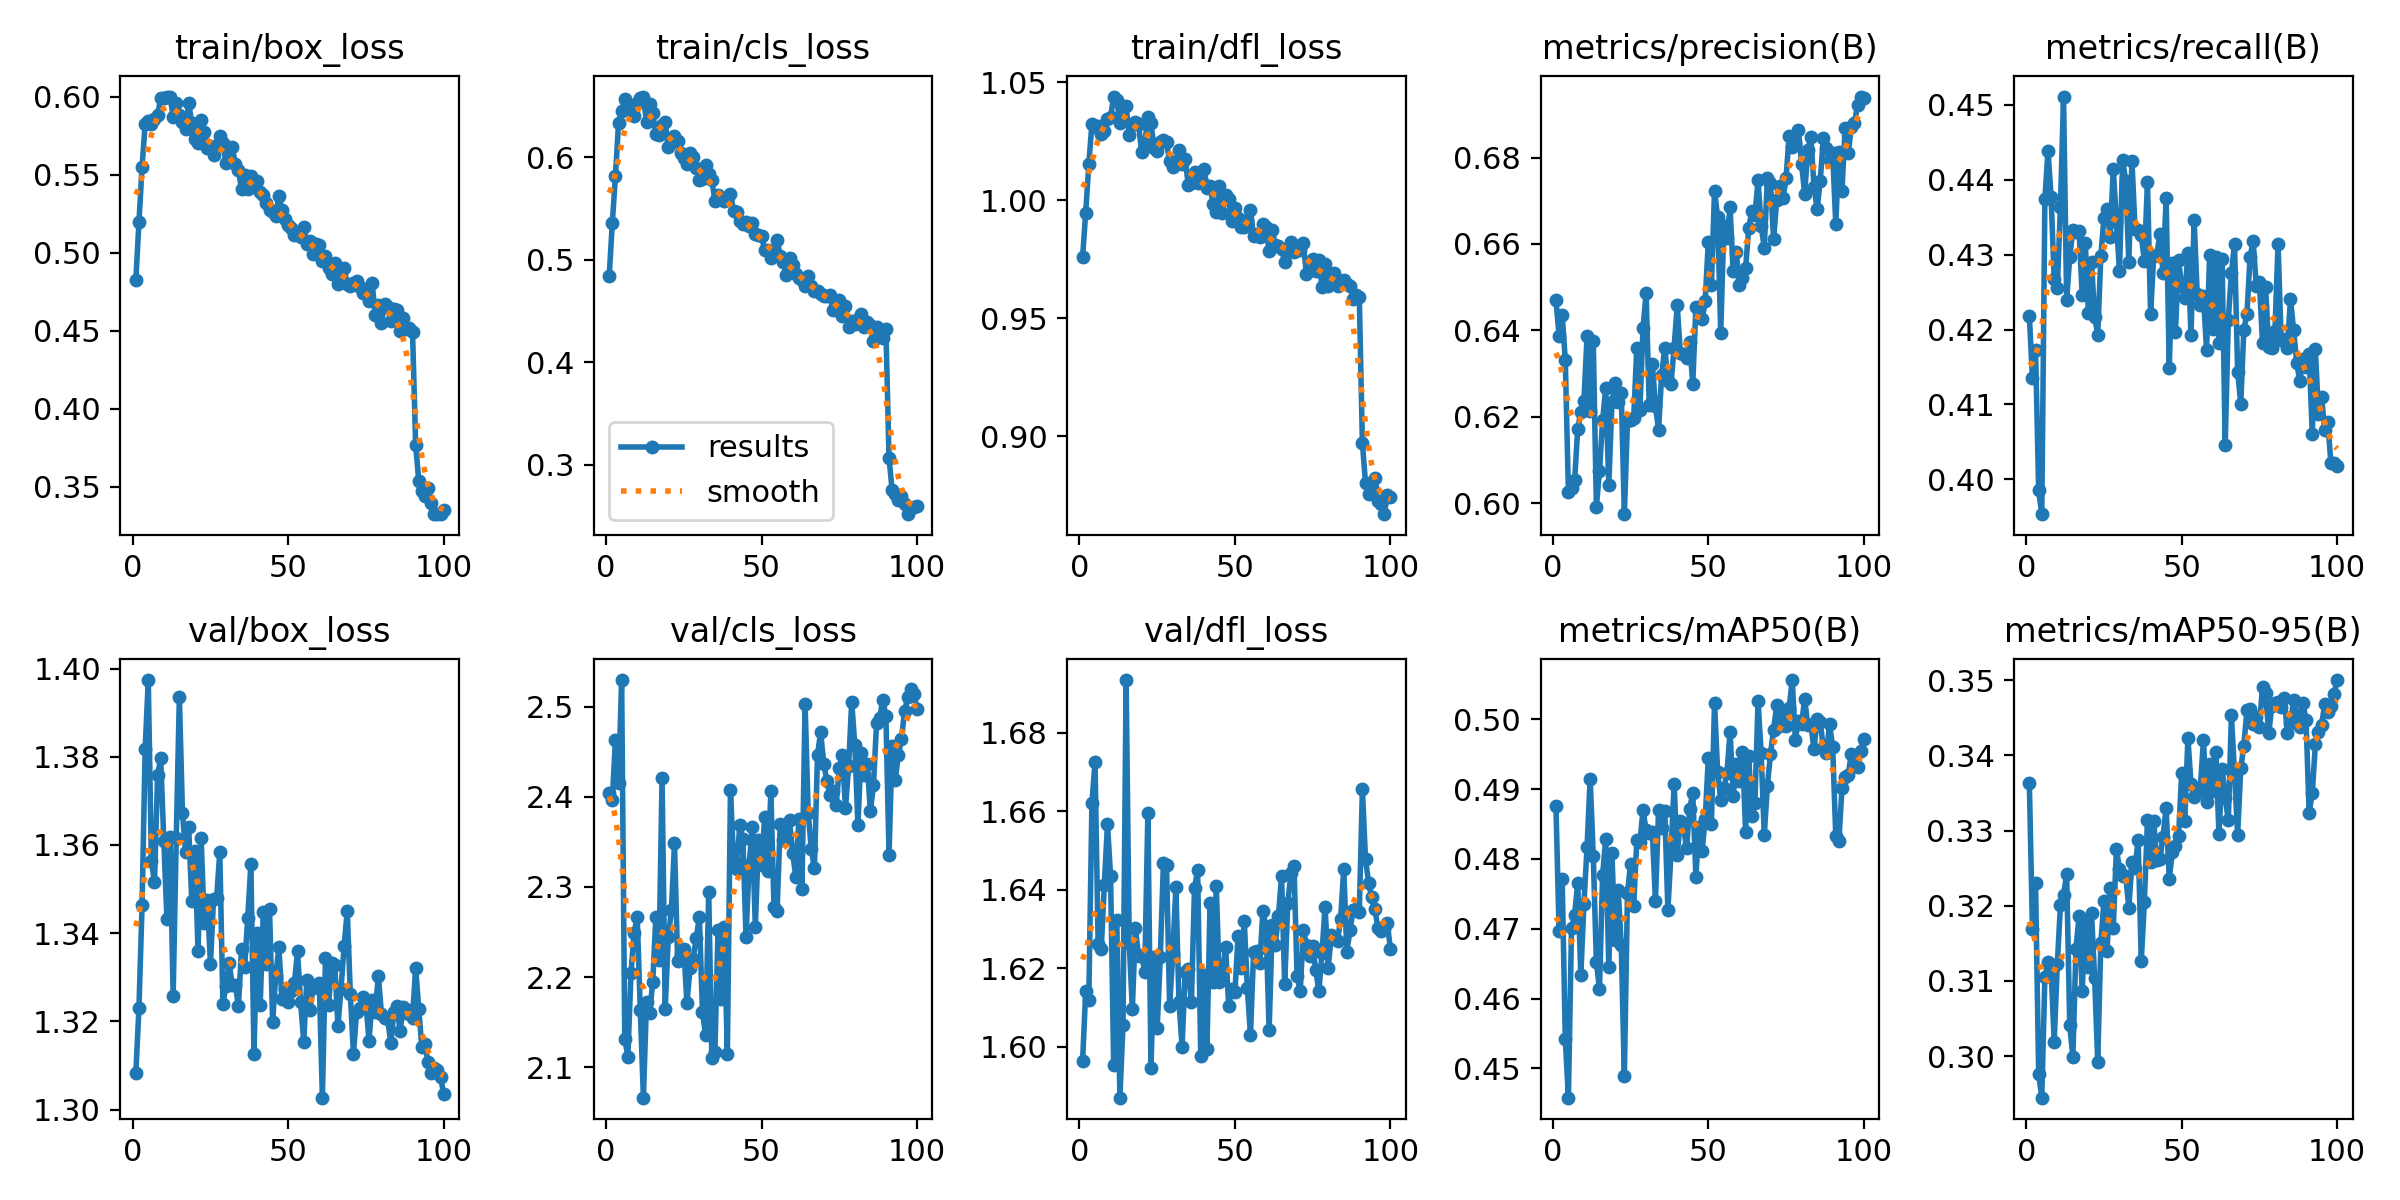 train/box_loss
0.60
0.55
0.50
0.45
0.40
0.35
0 50 100
train/cls_loss
0.6
0.5
0.4
0.3
results
smooth
0 50 100
train/dfl_loss
1.05
1.00
0.95
0.90
0 50 100
metrics/precision(B)
0.68
0.66
0.64
0.62
0.60
0 50 100
metrics/recall(B)
0.45
0.44
0.43
0.42
0.41
0.40
0 50 100
val/box_loss
1.40
1.38
1.36
1.34
1.32
1.30
0 50 100
val/cls_loss
2.5
2.4
2.3
2.2
2.1
0 50 100
val/dfl_loss
1.68
1.66
1.64
1.62
1.60
0 50 100
metrics/mAP50(B)
0.50
0.49
0.48
0.47
0.46
0.45
0 50 100
metrics/mAP50-95(B)
0.35
0.34
0.33
0.32
0.31
0.30
0 50 100